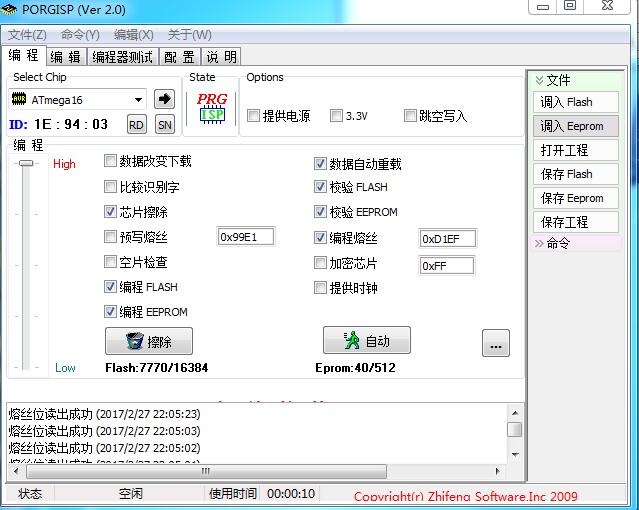 PORGISP (Ver 2.0)
文件(Z) 命令(Y) 编辑(X) 关于(W)
编 程 编 辑 编程器测试 配 置 说 明
Select Chip State Options
AVR ATmega16 PRG ISP 提供电源 3.3V 跳空写入
ID: 1E : 94 : 03 RD SN
编 程
High 数据改变下载 数据自动重载
比较识别字 校验 FLASH
芯片擦除 校验 EEPROM
预写熔丝 0x99E1 编程熔丝 0xD1EF
空片检查 加密芯片 0xFF
编程 FLASH 提供时钟
编程 EEPROM
擦除 自动 ...
Low Flash:7770/16384 Eprom:40/512
文件
调入 Flash
调入 Eeprom
打开工程
保存 Flash
保存 Eeprom
保存工程
命令
熔丝位读出成功 (2017/2/27 22:05:23)
熔丝位读出成功 (2017/2/27 22:05:03)
熔丝位读出成功 (2017/2/27 22:05:02)
状态 空闲 使用时间 00:00:10 Copyright(r) Zhifeng Software.Inc 2009